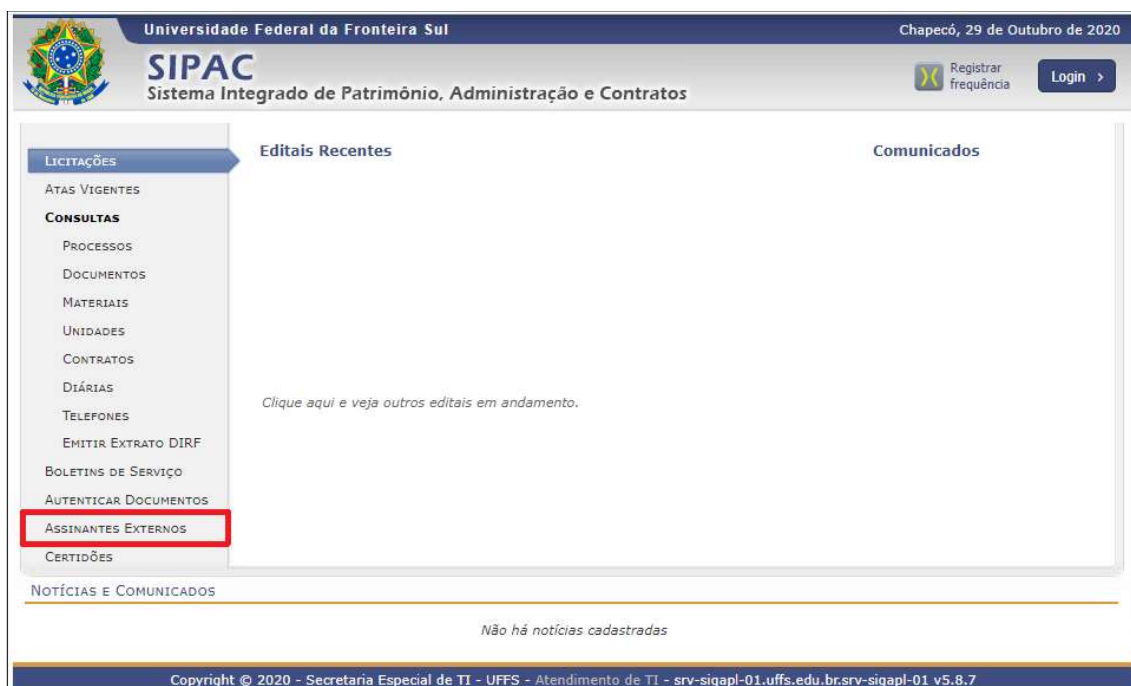 Universidade Federal da Fronteira Sul
Chapecó, 29 de Outubro de 2020
SIPAC
Sistema Integrado de Patrimônio, Administração e Contratos
Registrar
frequência
Login >
Licitações
Atas Vigentes
Consultas
Processos
Documentos
Materiais
Unidades
Contratos
Diárias
Telefones
Emitir Extrato DIRF
Boletins de Serviço
Autenticar Documentos
Assinantes Externos
Certidões
Editais Recentes
Clique aqui e veja outros editais em andamento.
Comunicados
Notícias e Comunicados
Não há notícias cadastradas
Copyright © 2020 - Secretaria Especial de TI - UFFS - Atendimento de TI - srv-sigapl-01.uffs.edu.br.srv-sigapl-01 v5.8.7